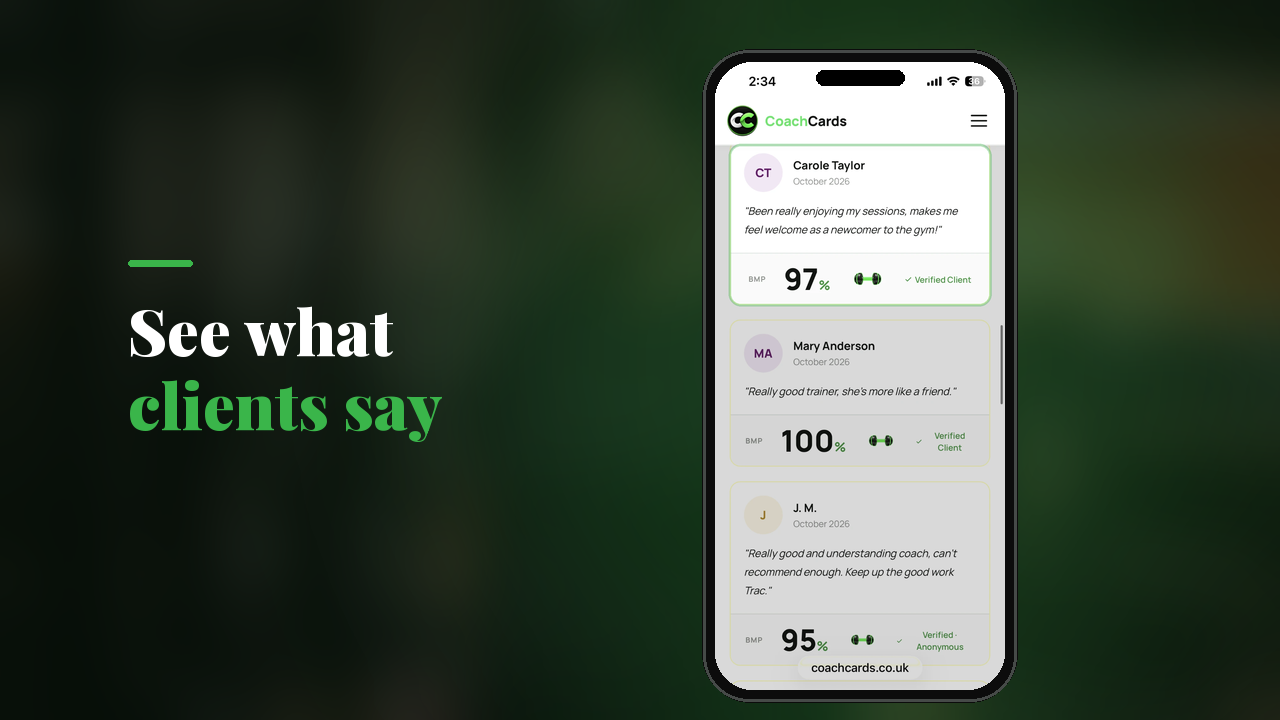 See what
clients say
2:34
36
CC CoachCards
CT
Carole Taylor
October 2026
"Been really enjoying my sessions, makes me
feel welcome as a newcomer to the gym!"
BMP 97% ✓ Verified Client
MA
Mary Anderson
October 2026
"Really good trainer, she's more like a friend."
BMP 100% ✓ Verified
Client
J
J. M.
October 2026
"Really good and understanding coach, can't
recommend enough. Keep up the good work
Trac."
BMP 95% ✓ Verified ·
Anonymous
coachcards.co.uk